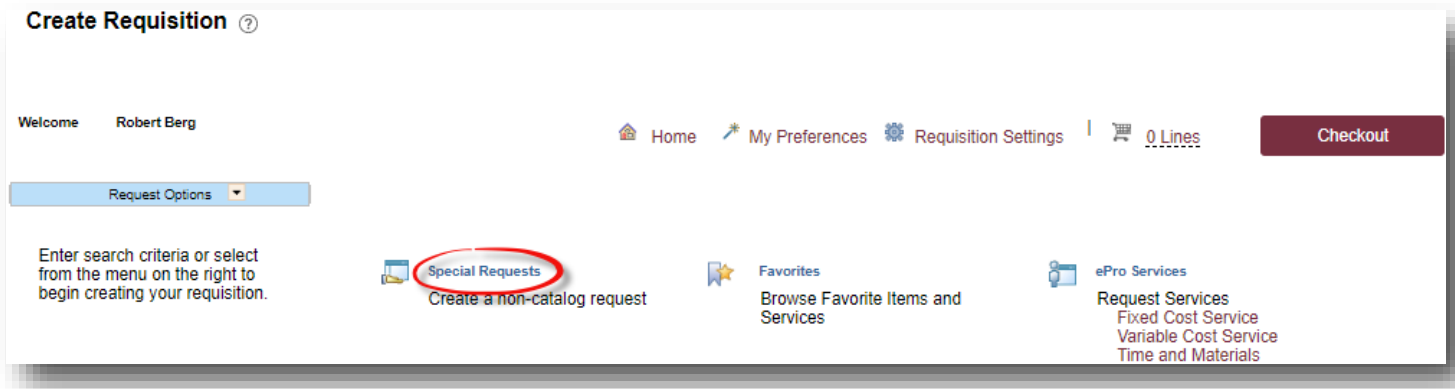 Create Requisition ?
Welcome Robert Berg
Home My Preferences Requisition Settings 0 Lines Checkout
Request Options
Enter search criteria or select
from the menu on the right to
begin creating your requisition.
Special Requests
Create a non-catalog request
Favorites
Browse Favorite Items and
Services
ePro Services
Request Services
Fixed Cost Service
Variable Cost Service
Time and Materials